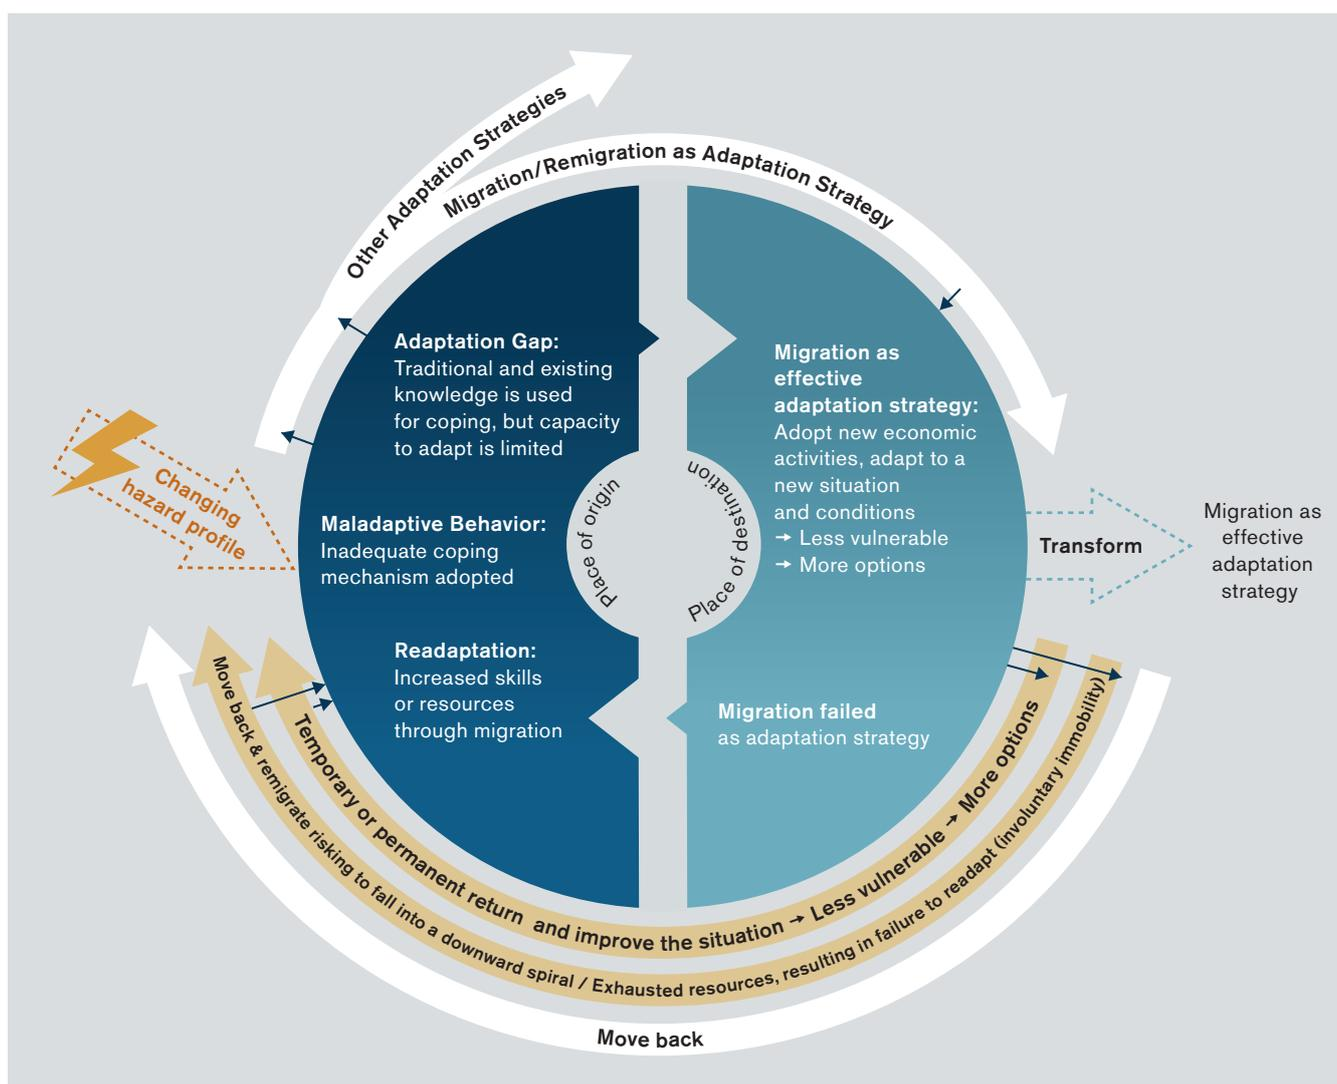 Other Adaptation Strategies
Migration/Remigration as Adaptation Strategy
Adaptation Gap:
Traditional and existing
knowledge is used
for coping, but capacity
to adapt is limited
Maladaptive Behavior:
Inadequate coping
mechanism adopted
Readaptation:
Increased skills
or resources
through migration
Changing
hazard profile
Place of origin
Place of destination
Migration as
effective
adaptation strategy:
Adopt new economic
activities, adapt to a
new situation
and conditions
→ Less vulnerable
→ More options
Migration failed
as adaptation strategy
Transform
Migration as
effective
adaptation
strategy
Temporary or permanent return and improve the situation → Less vulnerable → More options
Move back & remigrate risking to fall into a downward spiral / Exhausted resources, resulting in failure to readapt (involuntary immobility)
Move back